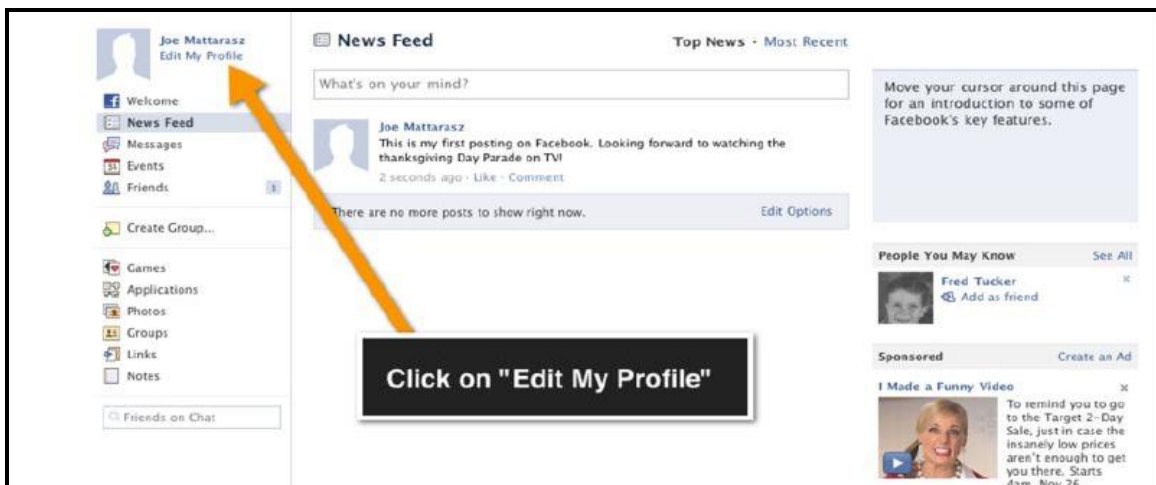 Joe Mattarasz
Edit My Profile
Welcome
News Feed
Messages
31
Events
Friends
1
Create Group...
Games
Applications
Photos
Groups
Links
Notes
Friends on Chat
News Feed
Top News · Most Recent
What's on your mind?
Joe Mattarasz
This is my first posting on Facebook. Looking forward to watching the
thanksgiving Day Parade on TV!
2 seconds ago · Like · Comment
There are no more posts to show right now.
Edit Options
Click on "Edit My Profile"
Move your cursor around this page
for an introduction to some of
Facebook's key features.
People You May Know
See All
Fred Tucker
x
Add as friend
Sponsored
Create an Ad
I Made a Funny Video
x
To remind you to go
to the Target 2-Day
Sale, just in case the
insanely low prices
aren't enough to get
you there. Starts
4am, Nov 26